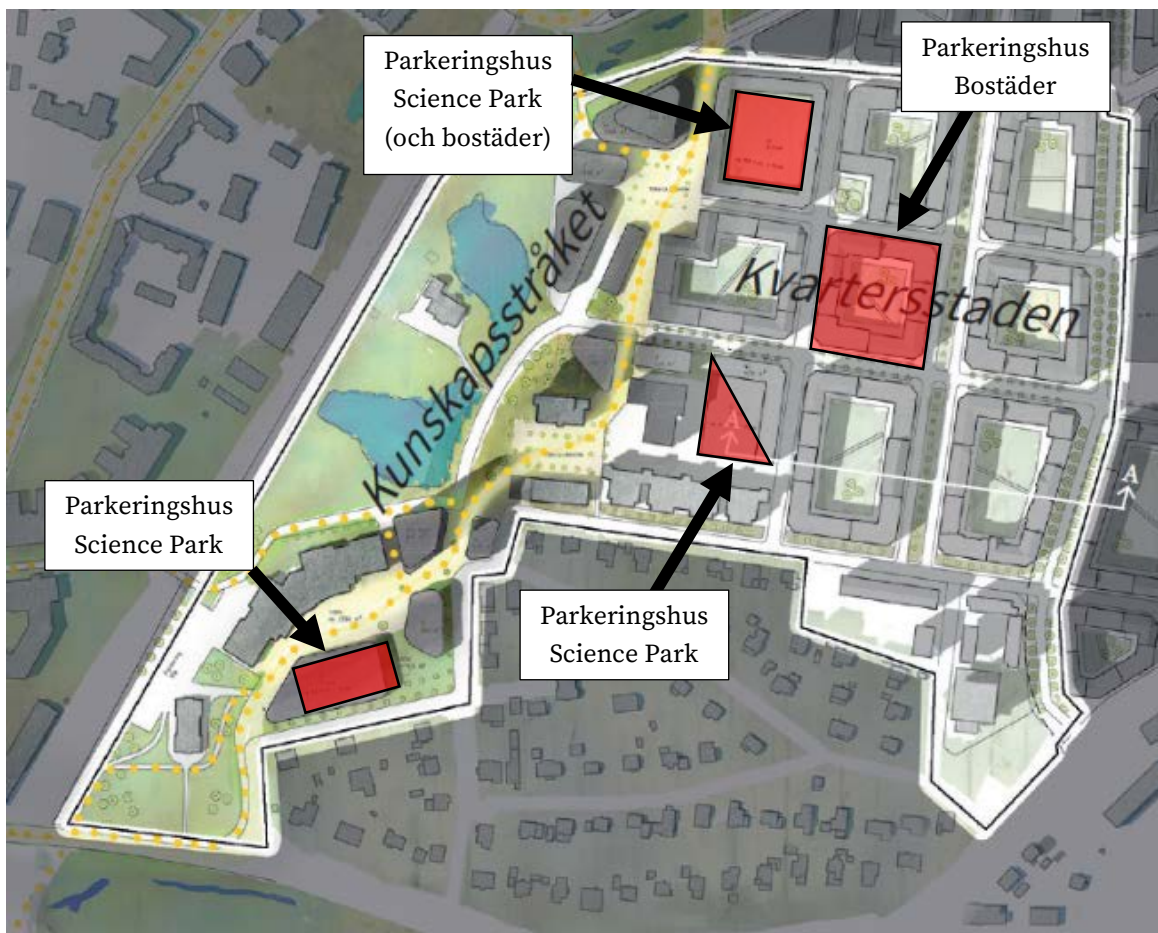 Parkeringshus
Science Park
(och bostäder)
Parkeringshus
Bostäder
Kunskapsstråket
Kvartersstaden
A
A
Parkeringshus
Science Park
Parkeringshus
Science Park